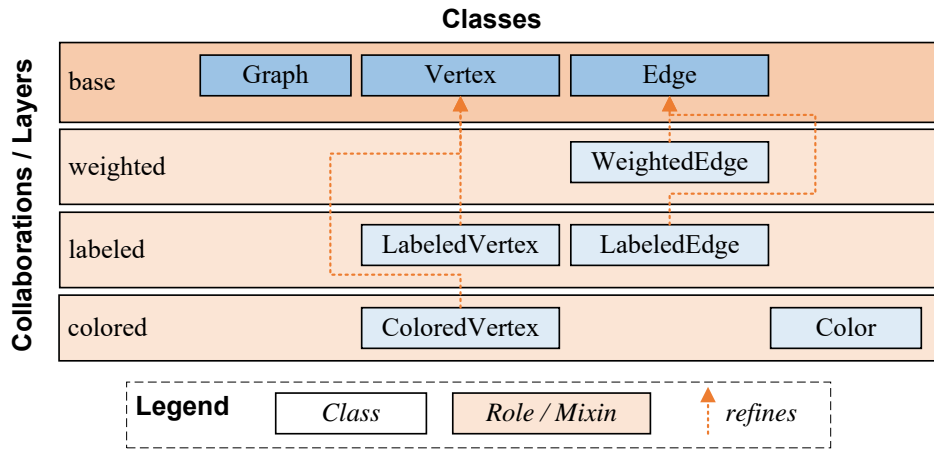 Classes
Collaborations / Layers
base
Graph
Vertex
Edge
weighted
WeightedEdge
labeled
LabeledVertex
LabeledEdge
colored
ColoredVertex
Color
Legend
Class
Role / Mixin
refines